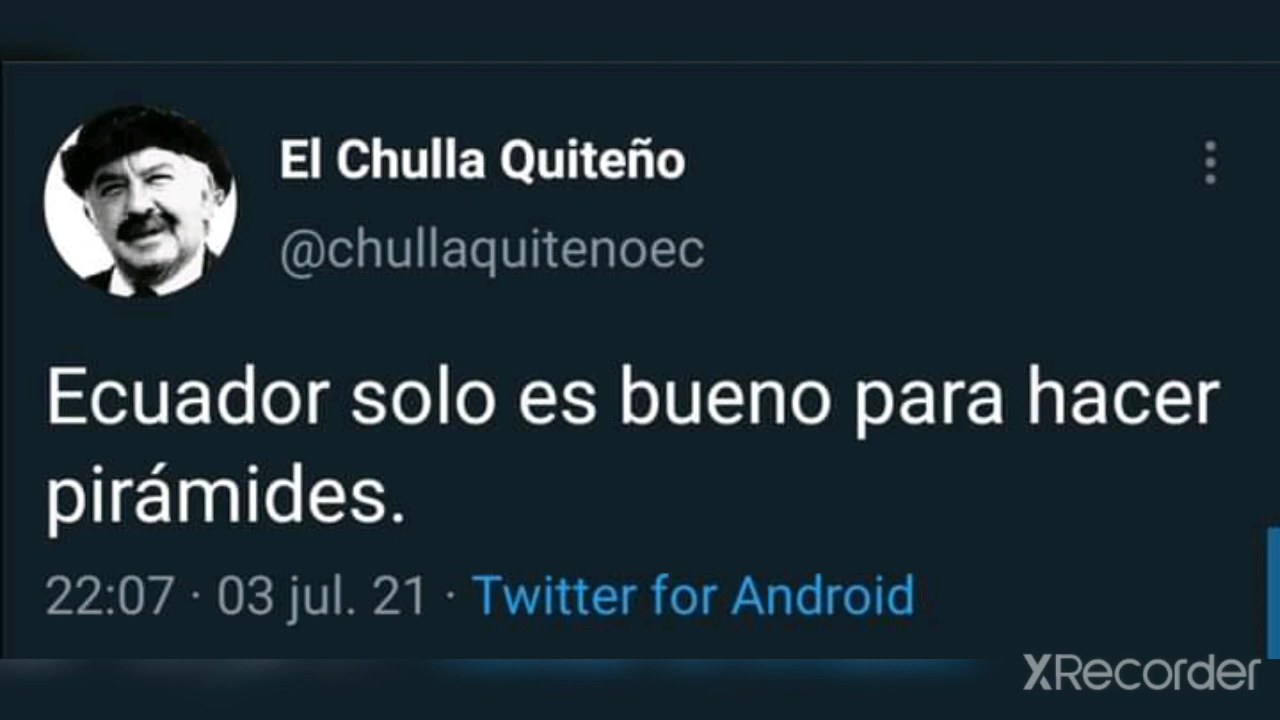 El Chulla Quiteño
@chullaquitenoec
Ecuador solo es bueno para hacer
pirámides.
22:07 · 03 jul. 21 · Twitter for Android
XRecorder